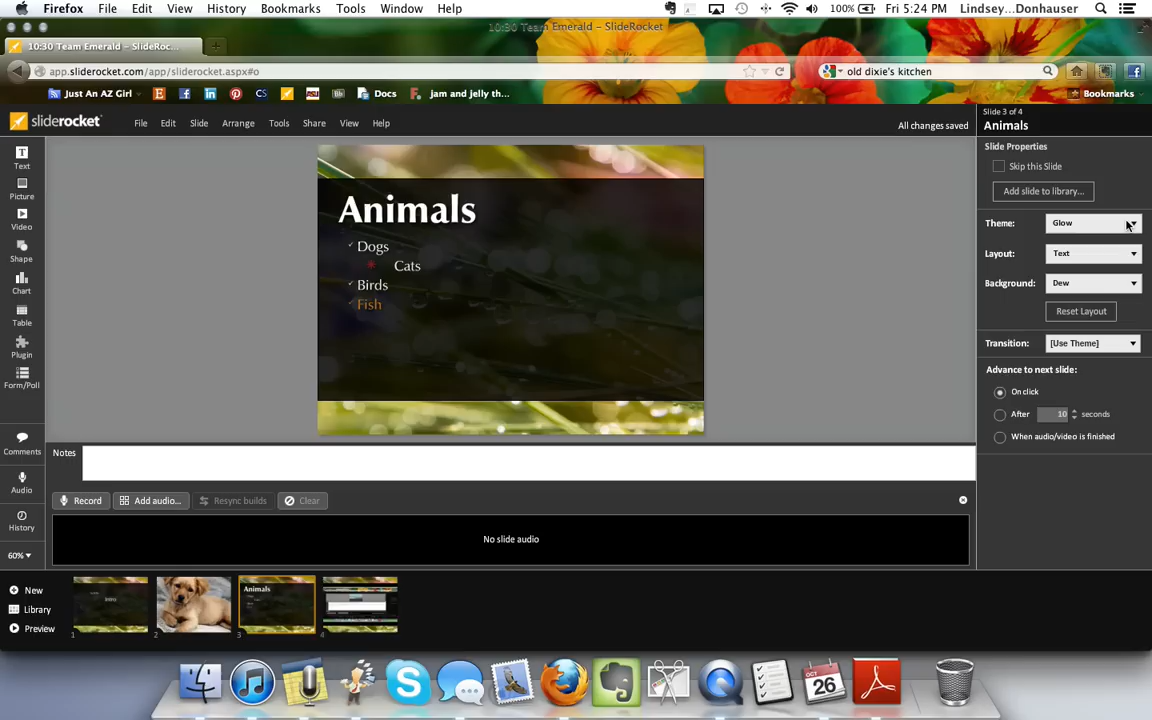 Firefox File Edit View History Bookmarks Tools Window Help 100% Fri 5:24 PM Lindsey...Donhauser
10:30 Team Emerald – SlideRocket
10:30 Team Emerald – SlideRoc...
app.sliderocket.com/app/sliderocket.aspx#0 old dixie's kitchen
Just An AZ Girl Docs jam and jelly th... Bookmarks
sliderocket File Edit Slide Arrange Tools Share View Help All changes saved
Slide 3 of 4
Animals
Slide Properties
Skip this Slide
Add slide to library...
Theme: Glow
Layout: Text
Background: Dew
Reset Layout
Transition: [Use Theme]
Advance to next slide:
On click
After 10 seconds
When audio/video is finished
Text
Picture
Video
Shape
Chart
Table
Plugin
Form/Poll
Comments
Audio
History
60%
Animals
Dogs
Cats
Birds
Fish
Notes
Record Add audio... Resync builds Clear
No slide audio
New
Library
Preview
1 2 3 4
Animals
OCT
26